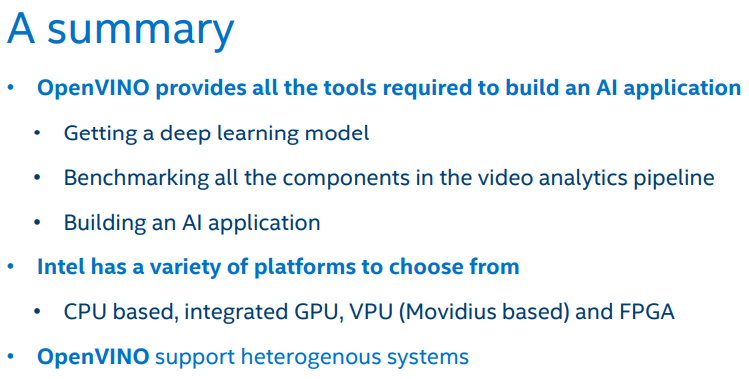 A summary
• OpenVINO provides all the tools required to build an AI application
• Getting a deep learning model
• Benchmarking all the components in the video analytics pipeline
• Building an AI application
• Intel has a variety of platforms to choose from
• CPU based, integrated GPU, VPU (Movidius based) and FPGA
• OpenVINO support heterogenous systems